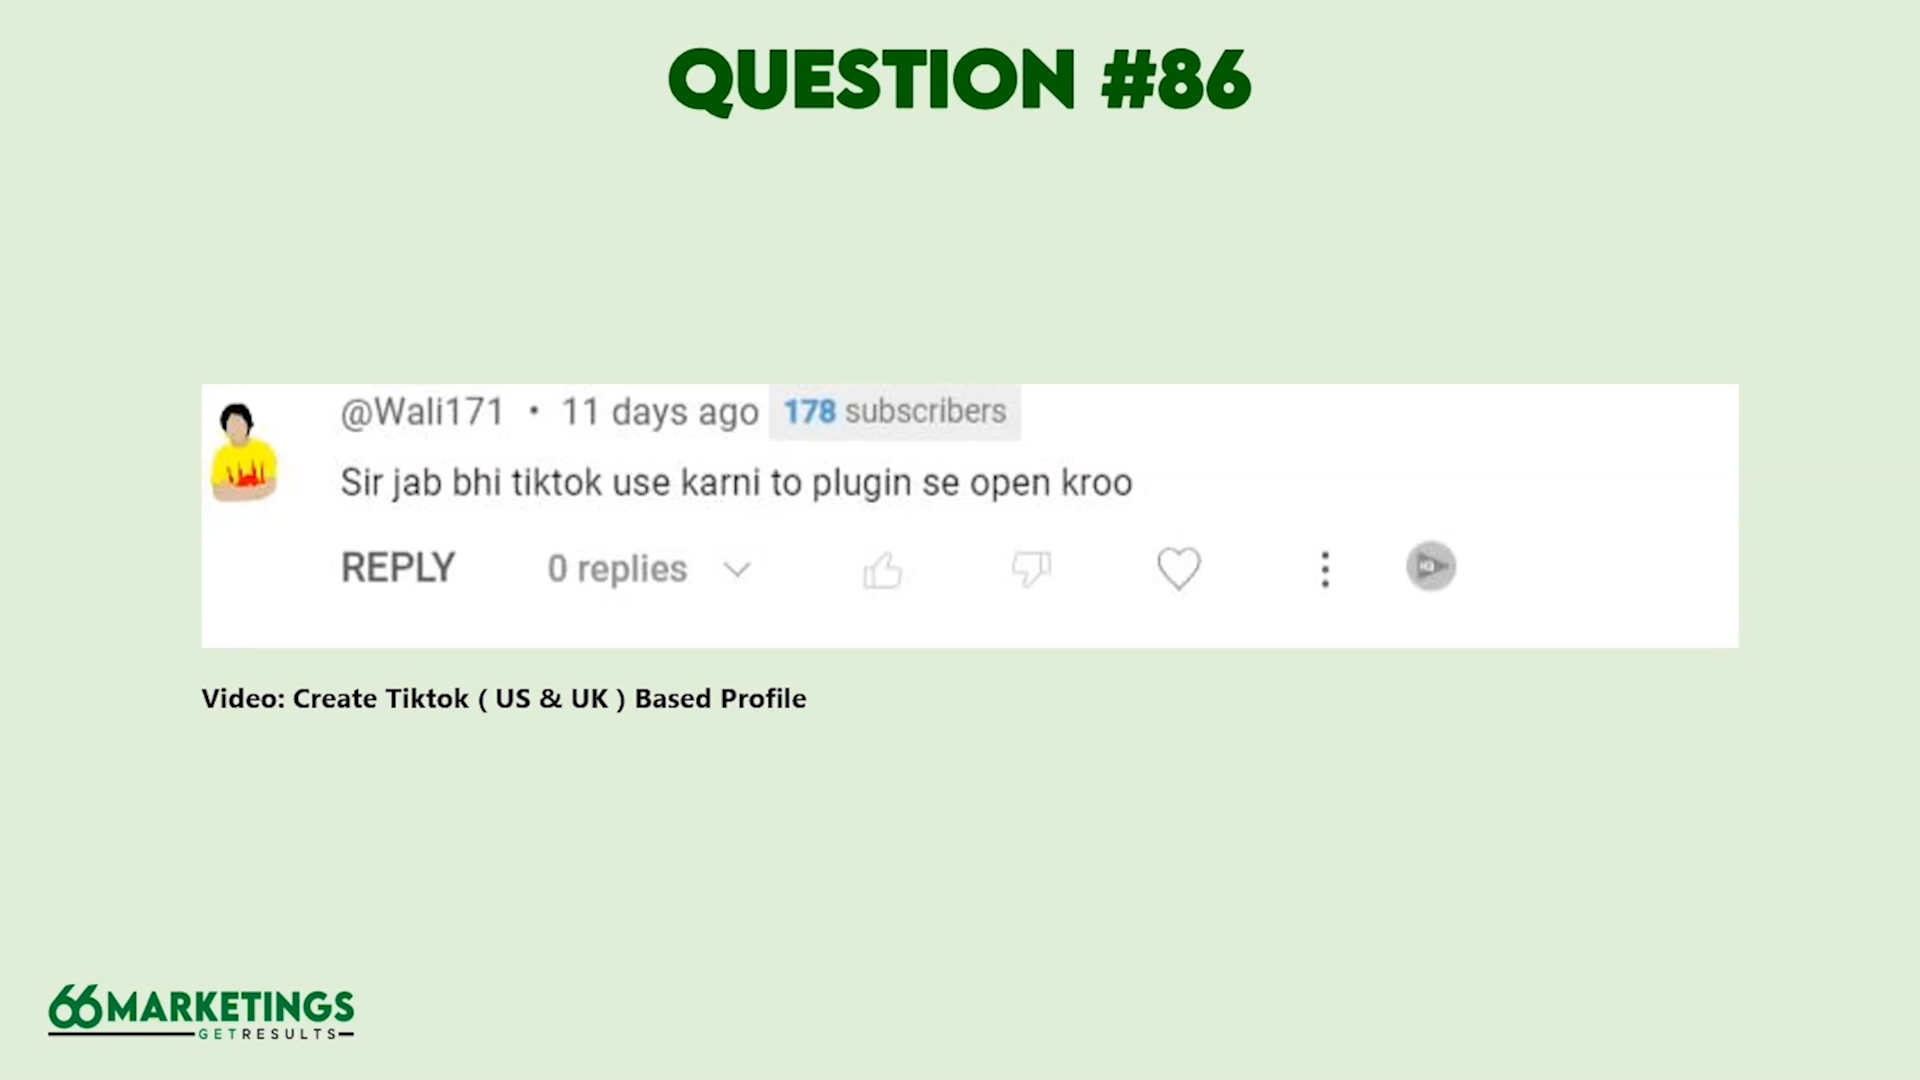 QUESTION #86
@Wali171 • 11 days ago 178 subscribers
Sir jab bhi tiktok use karni to plugin se open kroo
REPLY 0 replies
Video: Create Tiktok ( US & UK ) Based Profile
66MARKETINGS
GETRESULTS